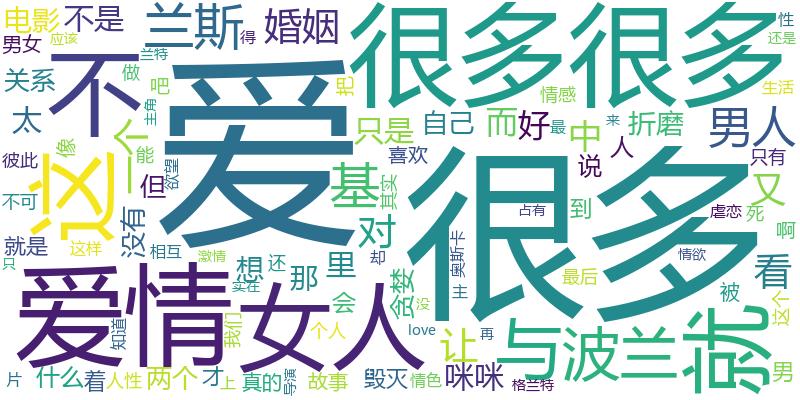 电影
不是
兰斯
得
婚姻
很多很多
性
还是
男女
应该
兰特
不
爱
把
关系
做
吧
主角
情感
生活
太
一个
像
能
只是
自己
而
好
最
中
来
折磨
男人
说
人
彼此
这
但
欲望
基
其实
喜欢
很多
只有
又
不可
没有
对
占有
到
虐恋
死
啊
就是
这样
相互
想
还
那
里
却
奥斯卡
情欲
看
只
激情
爱情
女人
实在
会
贪婪
没
主
最后
被
这个
知道
我们
个人
love
再
让
与波兰
就
片
什么
着
人性
两个
才
上
真的
导演
故事
毁灭
情色
咪咪
格兰特
男